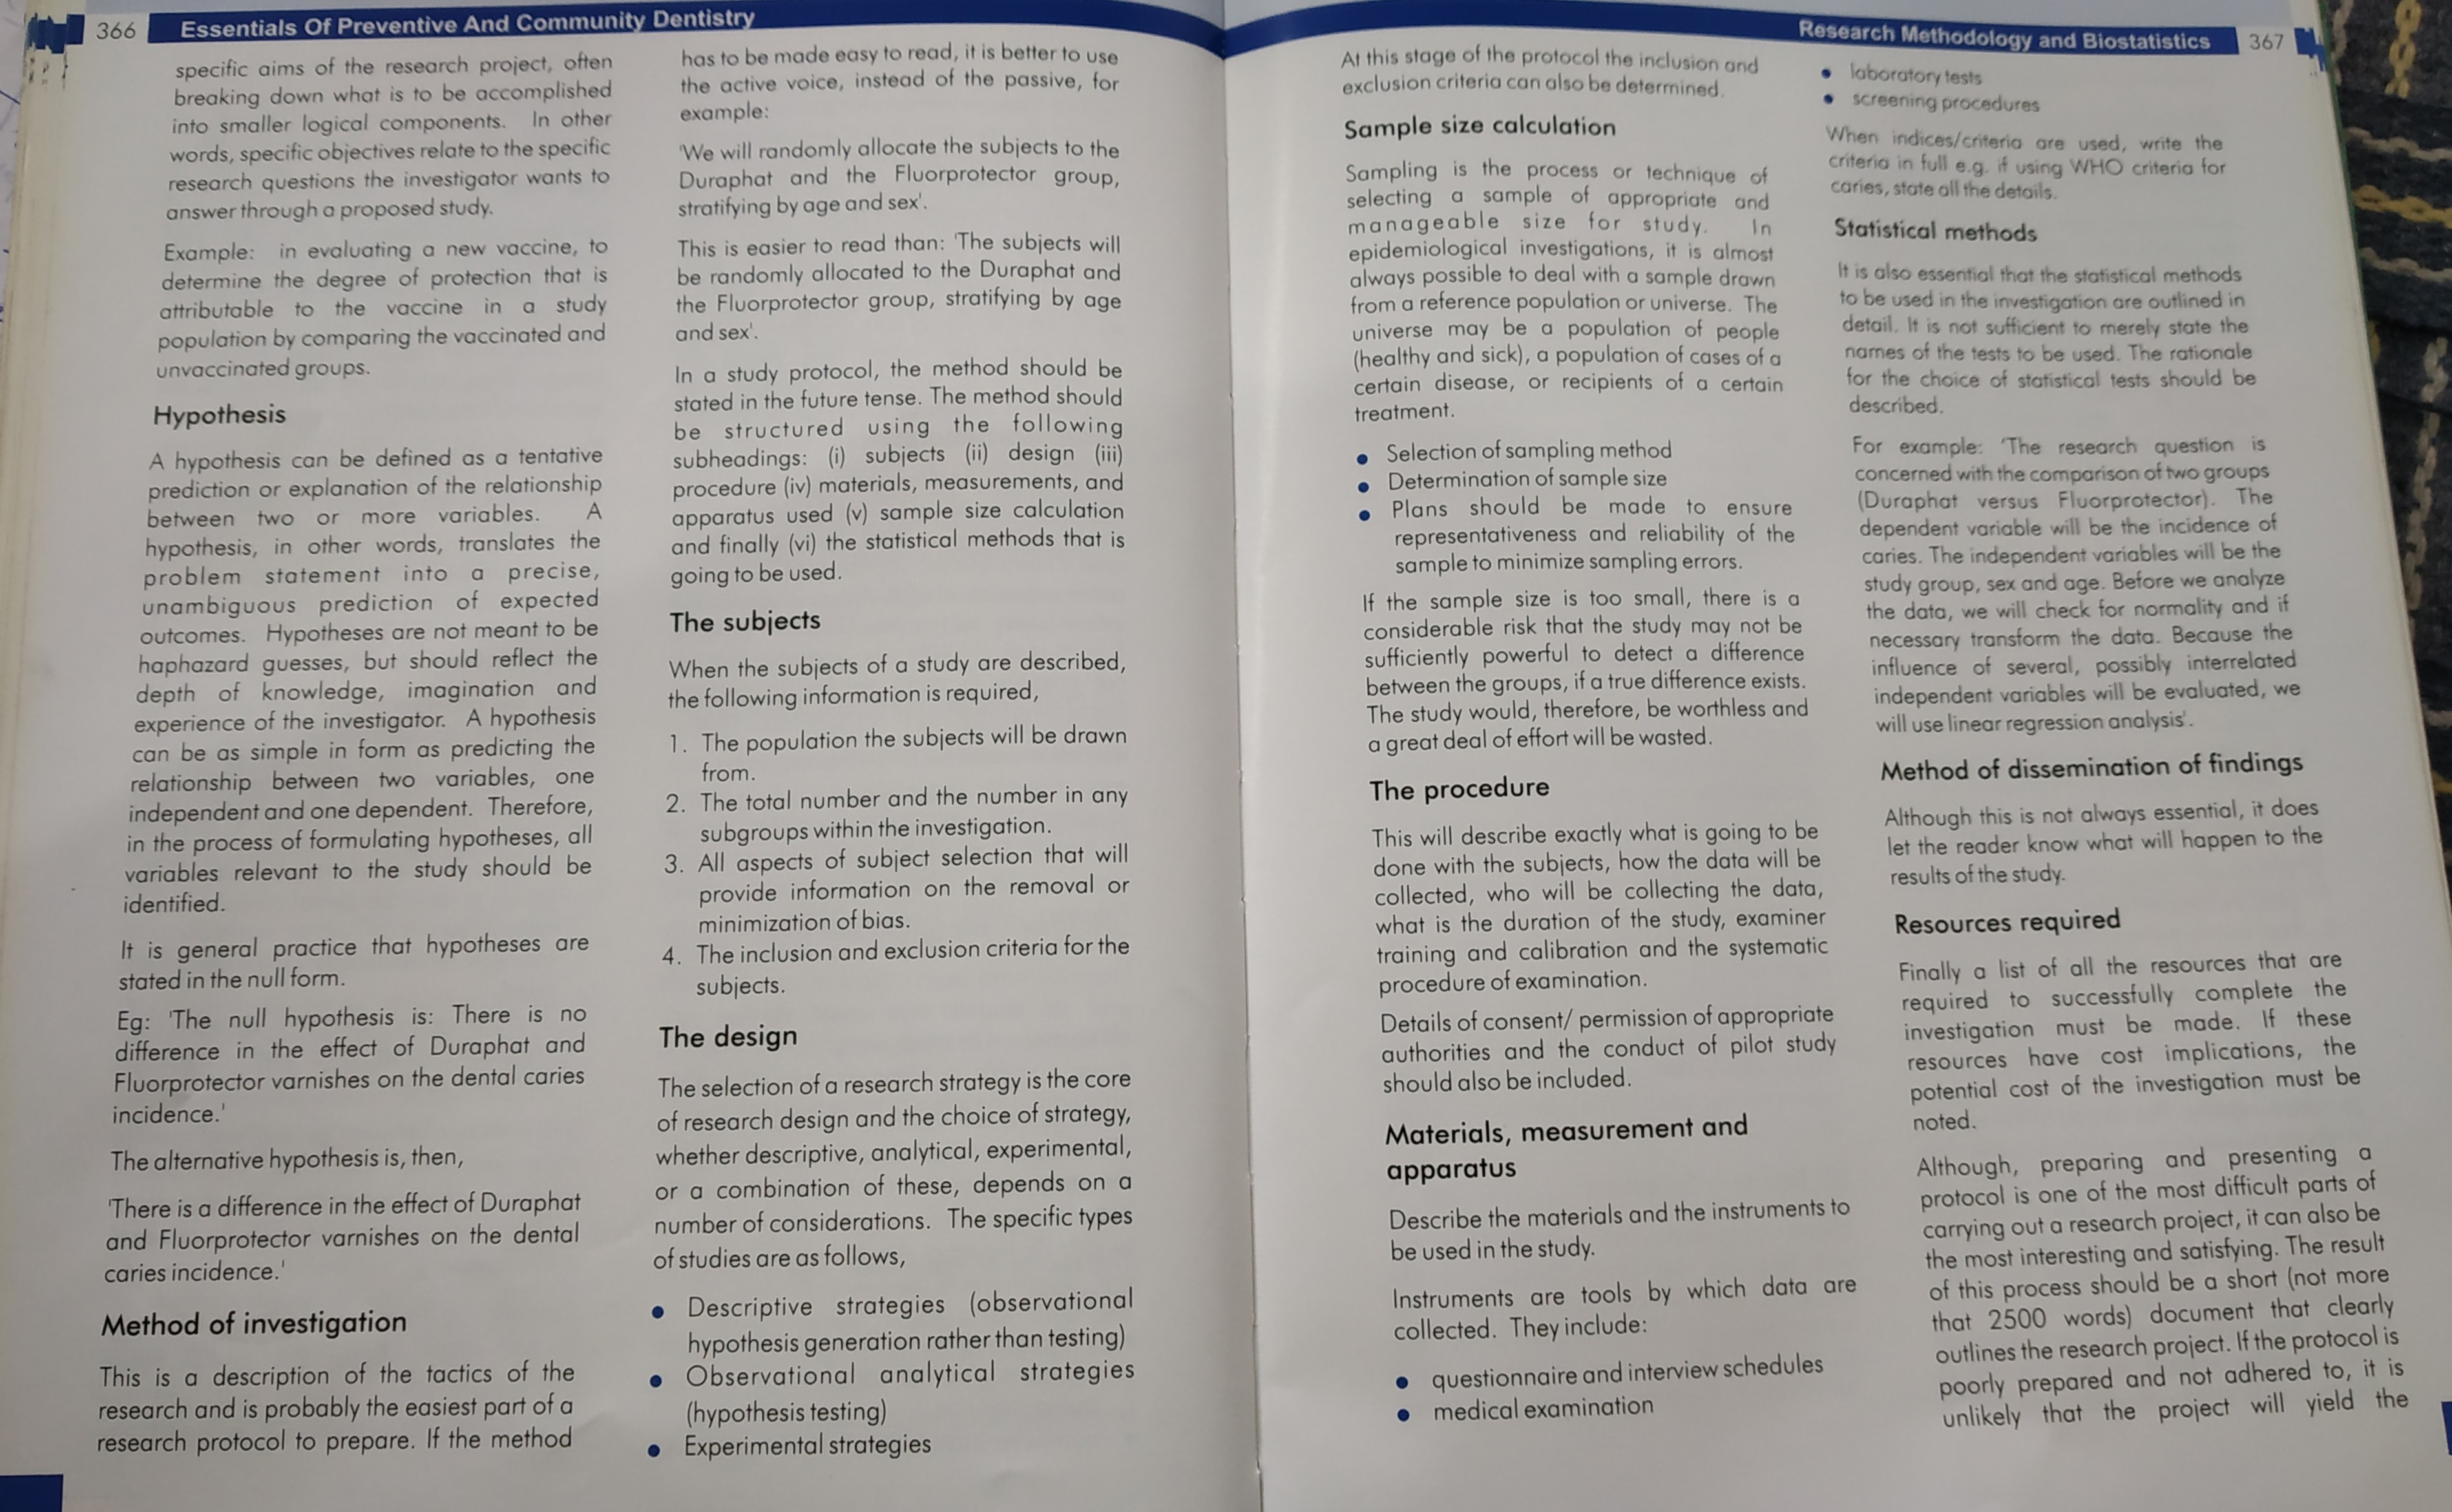 366 Essentials Of Preventive And Community Dentistry
specific aims of the research project, often
breaking down what is to be accomplished
into smaller logical components. In other
words, specific objectives relate to the specific
research questions the investigator wants to
answer through a proposed study.
Example: in evaluating a new vaccine, to
determine the degree of protection that is
attributable to the vaccine in a study
population by comparing the vaccinated and
unvaccinated groups.
Hypothesis
A hypothesis can be defined as a tentative
prediction or explanation of the relationship
between two or more variables. A
hypothesis, in other words, translates the
problem statement into a precise,
unambiguous prediction of expected
outcomes. Hypotheses are not meant to be
haphazard guesses, but should reflect the
depth of knowledge, imagination and
experience of the investigator. A hypothesis
can be as simple in form as predicting the
relationship between two variables, one
independent and one dependent. Therefore,
in the process of formulating hypotheses, all
variables relevant to the study should be
identified.
It is general practice that hypotheses are
stated in the null form.
Eg: 'The null hypothesis is: There is no
difference in the effect of Duraphat and
Fluorprotector varnishes on the dental caries
incidence.'
The alternative hypothesis is, then,
'There is a difference in the effect of Duraphat
and Fluorprotector varnishes on the dental
caries incidence.'
Method of investigation
This is a description of the tactics of the
research and is probably the easiest part of a
research protocol to prepare. If the method
has to be made easy to read, it is better to use
the active voice, instead of the passive, for
example:
'We will randomly allocate the subjects to the
Duraphat and the Fluorprotector group,
stratifying by age and sex'.
This is easier to read than: 'The subjects will
be randomly allocated to the Duraphat and
the Fluorprotector group, stratifying by age
and sex'.
In a study protocol, the method should be
stated in the future tense. The method should
be structured using the following
subheadings: (i) subjects (ii) design (iii)
procedure (iv) materials, measurements, and
apparatus used (v) sample size calculation
and finally (vi) the statistical methods that is
going to be used.
The subjects
When the subjects of a study are described,
the following information is required,
1. The population the subjects will be drawn
from.
2. The total number and the number in any
subgroups within the investigation.
3. All aspects of subject selection that will
provide information on the removal or
minimization of bias.
4. The inclusion and exclusion criteria for the
subjects.
The design
The selection of a research strategy is the core
of research design and the choice of strategy,
whether descriptive, analytical, experimental,
or a combination of these, depends on a
number of considerations. The specific types
of studies are as follows,
• Descriptive strategies (observational
hypothesis generation rather than testing)
• Observational analytical strategies
(hypothesis testing)
• Experimental strategies
Research Methodology and Biostatistics 367
At this stage of the protocol the inclusion and
exclusion criteria can also be determined.
Sample size calculation
Sampling is the process or technique of
selecting a sample of appropriate and
manageable size for study. In
epidemiological investigations, it is almost
always possible to deal with a sample drawn
from a reference population or universe. The
universe may be a population of people
(healthy and sick), a population of cases of a
certain disease, or recipients of a certain
treatment.
• Selection of sampling method
• Determination of sample size
• Plans should be made to ensure
representativeness and reliability of the
sample to minimize sampling errors.
If the sample size is too small, there is a
considerable risk that the study may not be
sufficiently powerful to detect a difference
between the groups, if a true difference exists.
The study would, therefore, be worthless and
a great deal of effort will be wasted.
The procedure
This will describe exactly what is going to be
done with the subjects, how the data will be
collected, who will be collecting the data,
what is the duration of the study, examiner
training and calibration and the systematic
procedure of examination.
Details of consent/ permission of appropriate
authorities and the conduct of pilot study
should also be included.
Materials, measurement and
apparatus
Describe the materials and the instruments to
be used in the study.
Instruments are tools by which data are
collected. They include:
• questionnaire and interview schedules
• medical examination
• laboratory tests
• screening procedures
When indices/criteria are used, write the
criteria in full e.g. if using WHO criteria for
caries, state all the details.
Statistical methods
It is also essential that the statistical methods
to be used in the investigation are outlined in
detail. It is not sufficient to merely state the
names of the tests to be used. The rationale
for the choice of statistical tests should be
described.
For example: 'The research question is
concerned with the comparison of two groups
(Duraphat versus Fluorprotector). The
dependent variable will be the incidence of
caries. The independent variables will be the
study group, sex and age. Before we analyze
the data, we will check for normality and if
necessary transform the data. Because the
influence of several, possibly interrelated
independent variables will be evaluated, we
will use linear regression analysis'.
Method of dissemination of findings
Although this is not always essential, it does
let the reader know what will happen to the
results of the study.
Resources required
Finally a list of all the resources that are
required to successfully complete the
investigation must be made. If these
resources have cost implications, the
potential cost of the investigation must be
noted.
Although, preparing and presenting a
protocol is one of the most difficult parts of
carrying out a research project, it can also be
the most interesting and satisfying. The result
of this process should be a short (not more
that 2500 words) document that clearly
outlines the research project. If the protocol is
poorly prepared and not adhered to, it is
unlikely that the project will yield the